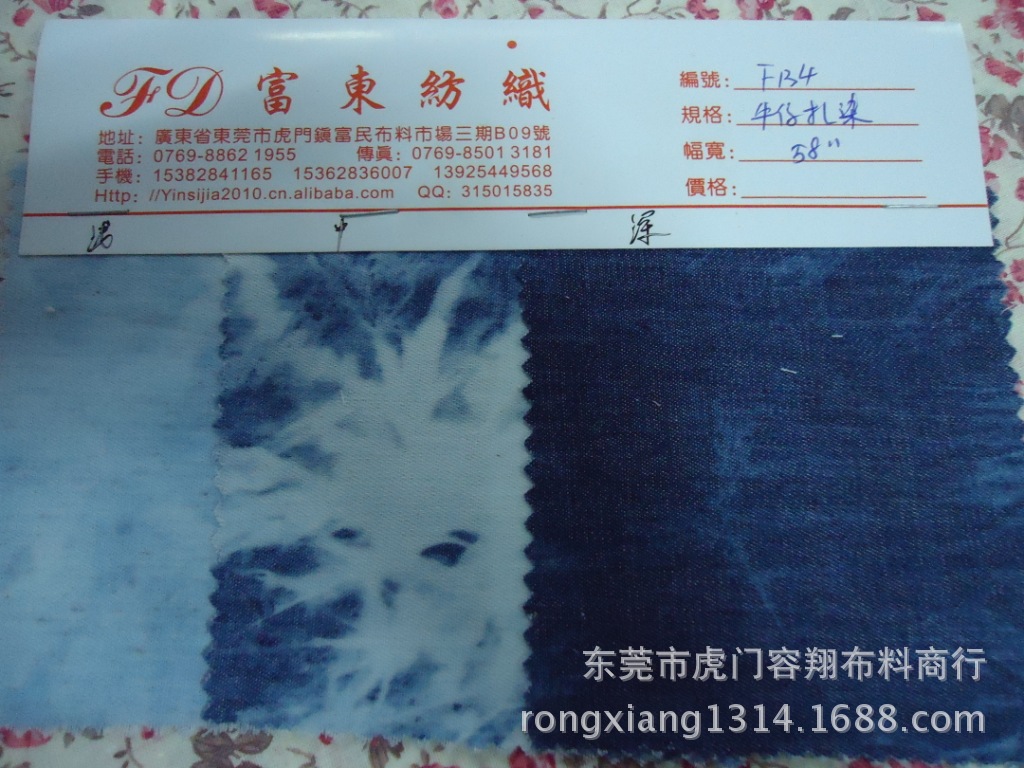 FD 富東紡織
地址: 廣東省東莞市虎門鎮富民布料市場三期B09號
電話: 0769-8862 1955 傳眞: 0769-8501 3181
手機: 15382841165 15362836007 13925449568
Http: //Yinsijia2010.cn.alibaba.com QQ: 315015835
編號: FB4
規格: 牛仔扎染
幅寬: 58"
價格:
中 深
东莞市虎门容翔布料商行
rongxiang1314.1688.com